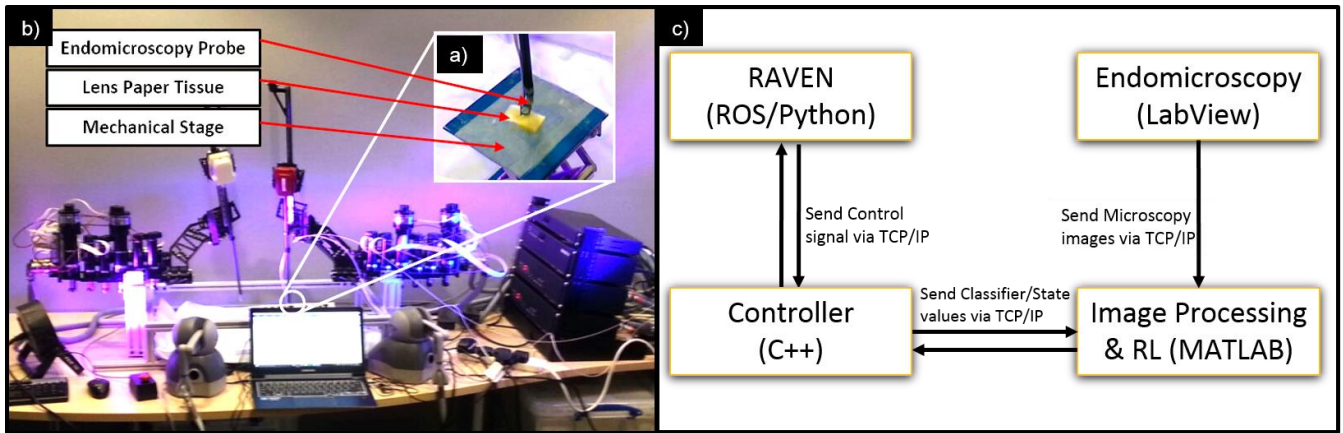 b)
Endomicroscopy Probe
Lens Paper Tissue
Mechanical Stage
a)
c)
RAVEN
(ROS/Python)
Endomicroscopy
(LabView)
Send Control
signal via TCP/IP
Send Microscopy
images via TCP/IP
Controller
(C++)
Send Classifier/State
values via TCP/IP
Image Processing
& RL (MATLAB)